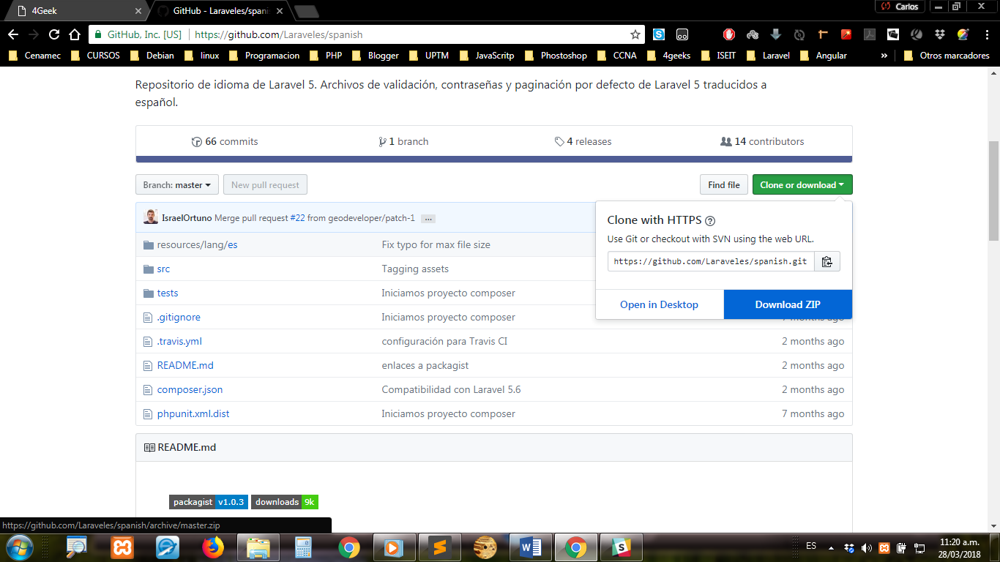 4Geek
GitHub - Laraveles/spani
Carlos
GitHub, Inc. [US]
https://github.com/Laraveles/spanish
Cenamec
CURSOS
Debian
linux
Programacion
PHP
Blogger
UPTM
JavaScritp
Phostoshop
CCNA
4geeks
ISEIT
Laravel
Angular
»
Otros marcadores
Repositorio de idioma de Laravel 5. Archivos de validación, contraseñas y paginación por defecto de Laravel 5 traducidos a
español.
66 commits
1 branch
4 releases
14 contributors
Branch: master
New pull request
Find file
Clone or download
IsraelOrtuno Merge pull request #22 from geodeveloper/patch-1 ...
Clone with HTTPS
Use Git or checkout with SVN using the web URL.
https://github.com/Laraveles/spanish.git
Open in Desktop
Download ZIP
resources/lang/es
Fix typo for max file size
src
Tagging assets
tests
Iniciamos proyecto composer
.gitignore
Iniciamos proyecto composer
7 months ago
.travis.yml
configuración para Travis CI
2 months ago
README.md
enlaces a packagist
2 months ago
composer.json
Compatibilidad con Laravel 5.6
2 months ago
phpunit.xml.dist
Iniciamos proyecto composer
7 months ago
README.md
packagist v1.0.3
downloads 9k
https://github.com/Laraveles/spanish/archive/master.zip
ES
11:20 a.m.
28/03/2018